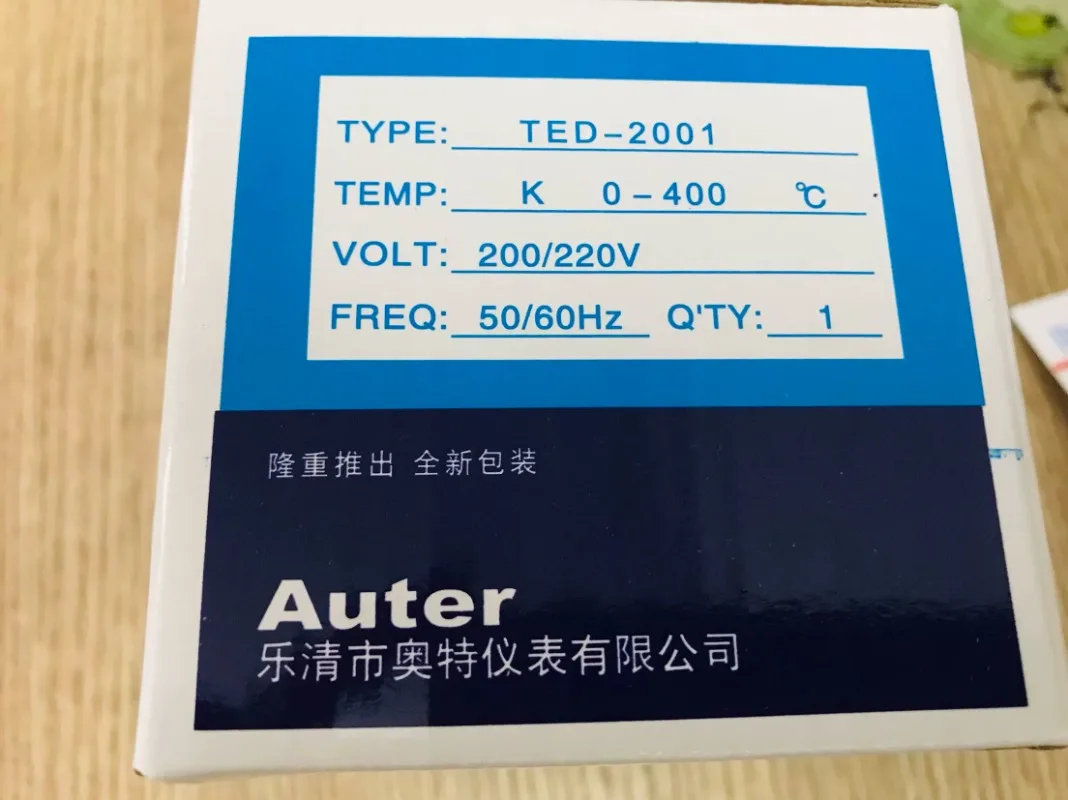 TYPE: TED-2001
TEMP: K 0-400 ℃
VOLT: 200/220V
FREQ: 50/60Hz Q'TY: 1
隆重推出 全新包装
Auter
乐清市奥特仪表有限公司